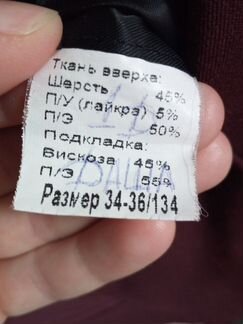 Ткань вверха:
Шерсть 45%
П/У (лайкра) 5%
П/Э 50%
Подкладка:
Вискоза 45%
П/Э 55%
Размер 34-36/134
ДАША